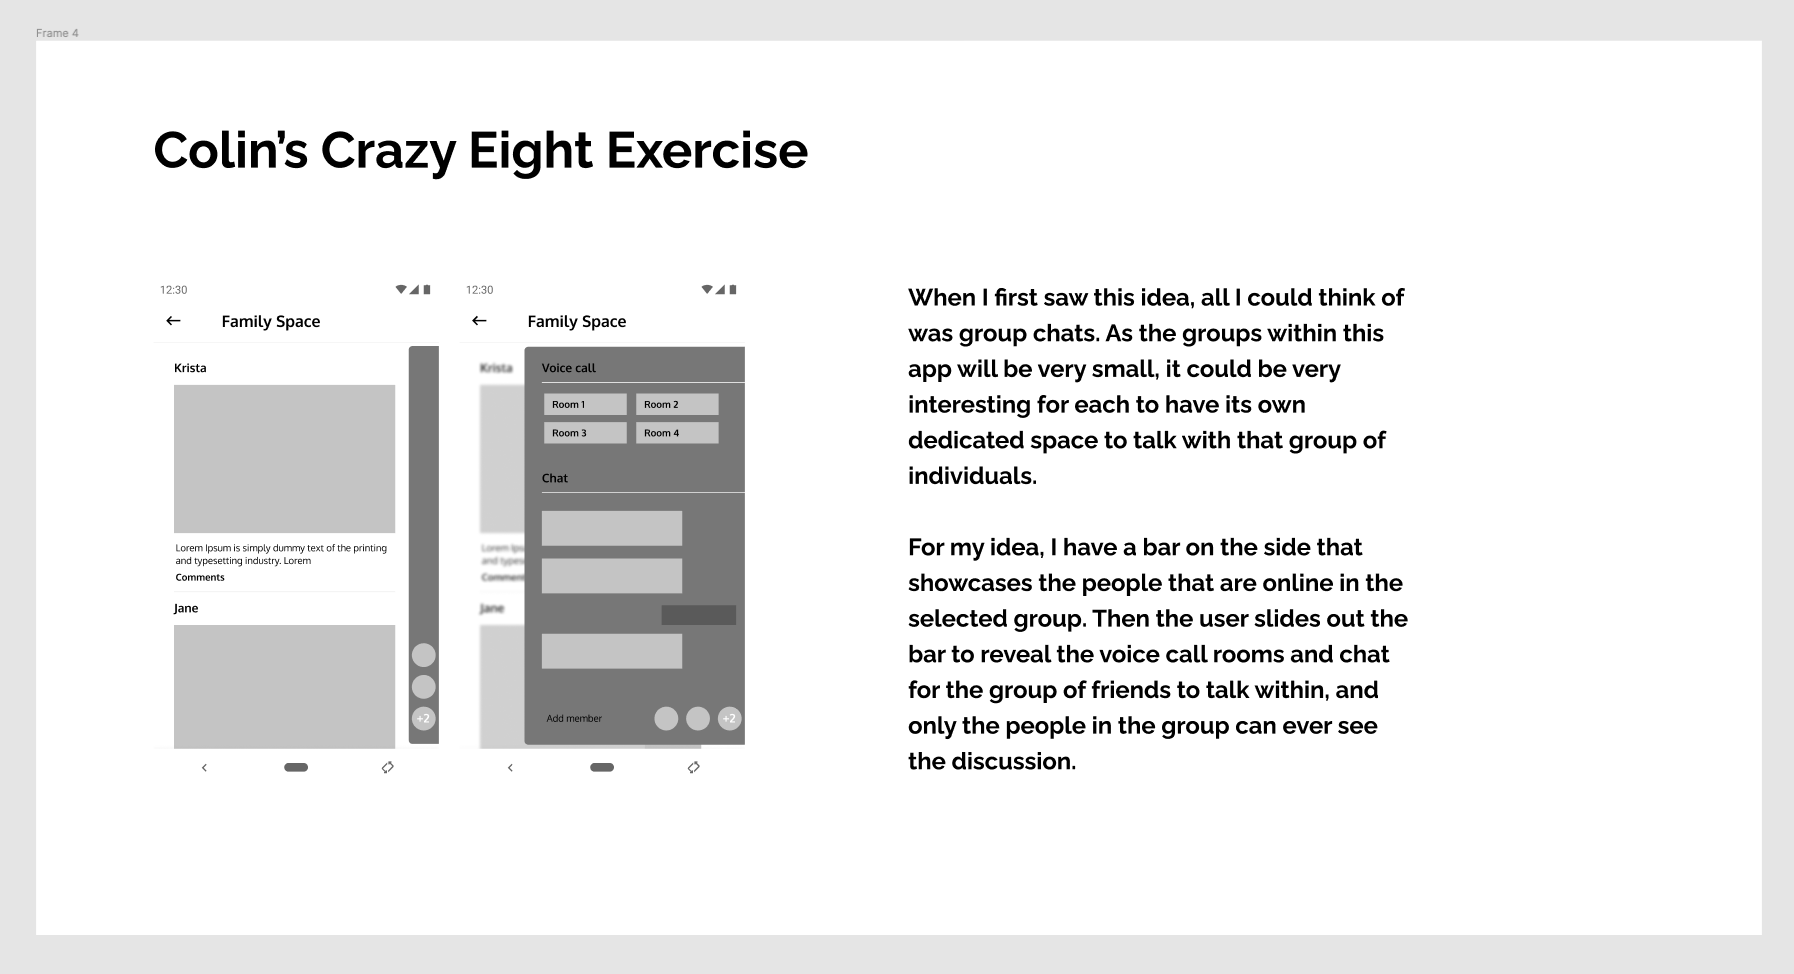 Frame 4
Colin's Crazy Eight Exercise
12:30
Family Space
Krista
Lorem Ipsum is simply dummy text of the printing
and typesetting industry. Lorem
Comments
Jane
+2
12:30
Family Space
Krista
Lorem Ipsu
and typese
Commen
Jane
Voice call
Room 1
Room 2
Room 3
Room 4
Chat
Add member
+2
When I first saw this idea, all I could think of
was group chats. As the groups within this
app will be very small, it could be very
interesting for each to have its own
dedicated space to talk with that group of
individuals.
For my idea, I have a bar on the side that
showcases the people that are online in the
selected group. Then the user slides out the
bar to reveal the voice call rooms and chat
for the group of friends to talk within, and
only the people in the group can ever see
the discussion.